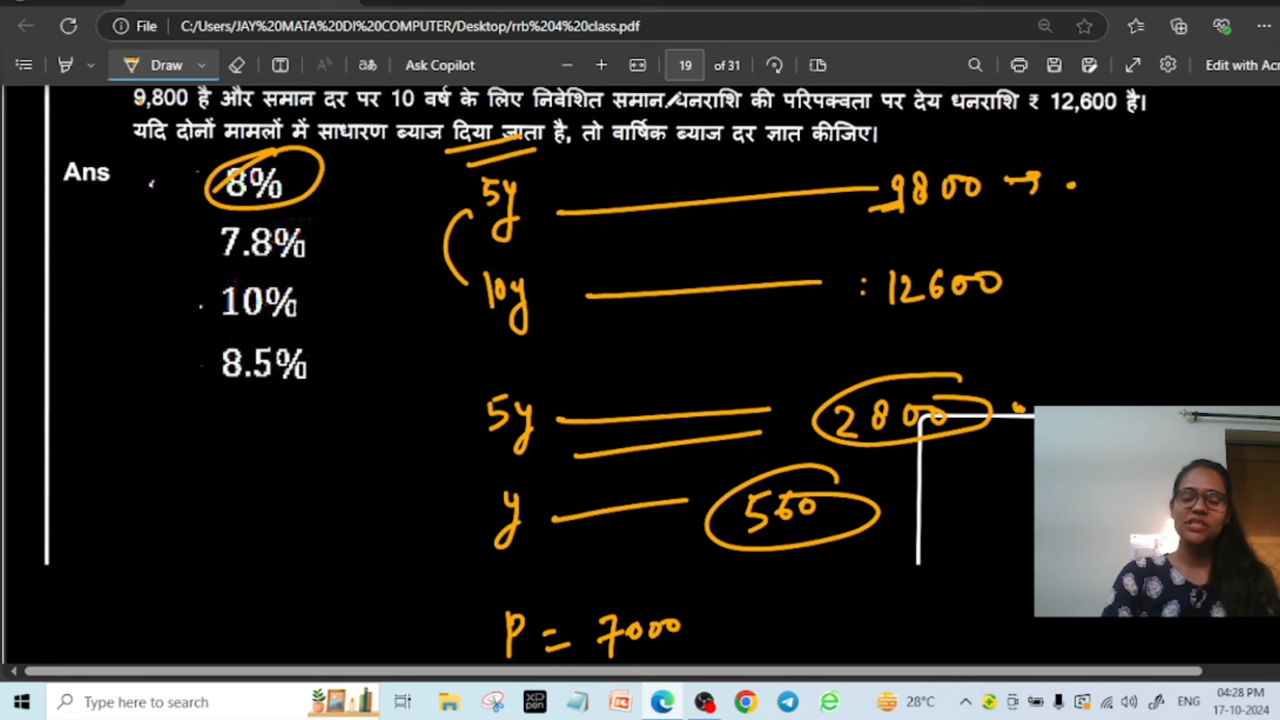 File C:/Users/JAY%20MATA%20DI%20COMPUTER/Desktop/rrb%204%20class.pdf
Draw Ask Copilot 19 of 31 Edit with Acr
9,800 है और समान दर पर 10 वर्ष के लिए निवेशित समान धनराशि की परिपक्वता पर देय धनराशि ₹ 12,600 है।
यदि दोनों मामलों में साधारण ब्याज दिया जाता है, तो वार्षिक ब्याज दर ज्ञात कीजिए।
Ans 8%
7.8%
10%
8.5%
5y 9800
10y : 12600
5y 2800
y 560
P = 7000
Type here to search
28°C
ENG
04:28 PM
17-10-2024